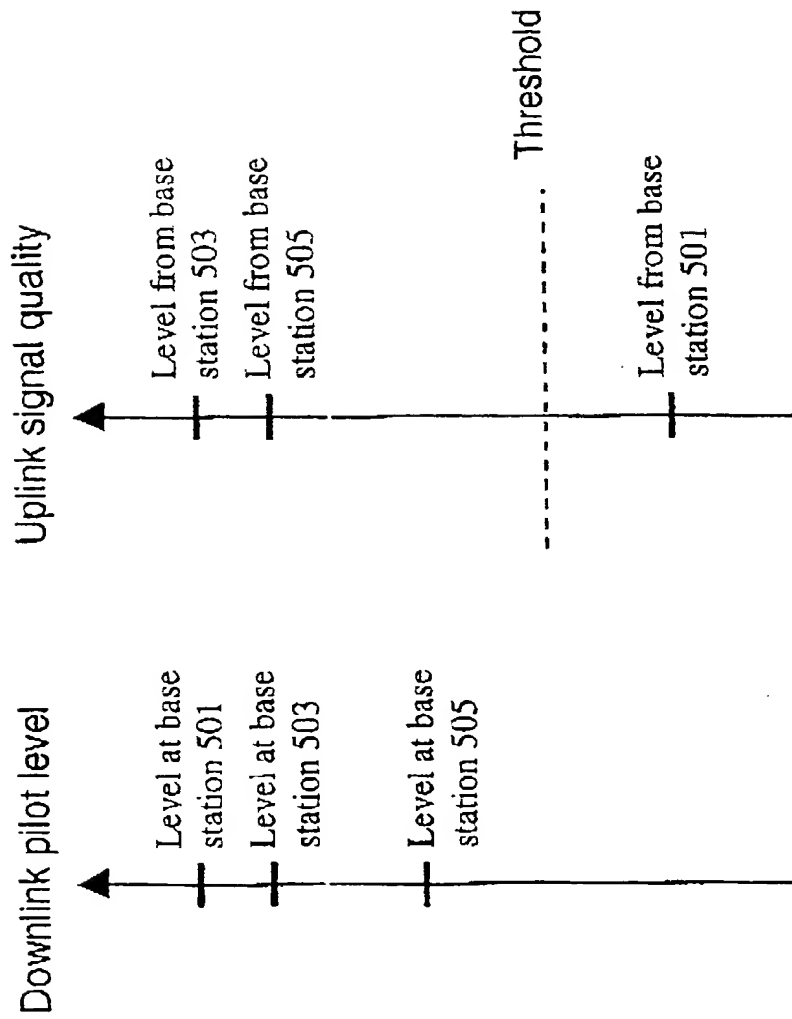 Downlink pilot level
Level at base
station 501
Level at base
station 503
Level at base
station 505
Uplink signal quality
Level from base
station 503
Level from base
station 505
Threshold
Level from base
station 501